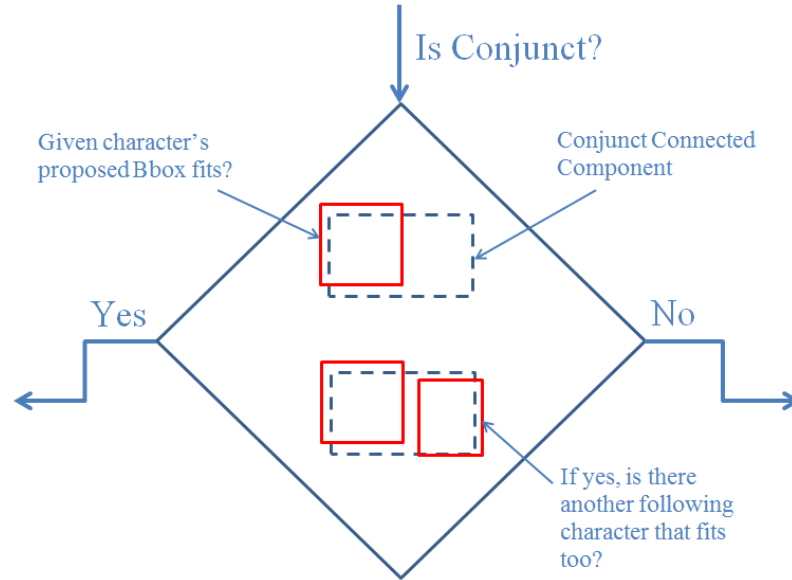 Is Conjunct?
Given character's
proposed Bbox fits?
Conjunct Connected
Component
Yes
No
If yes, is there
another following
character that fits
too?